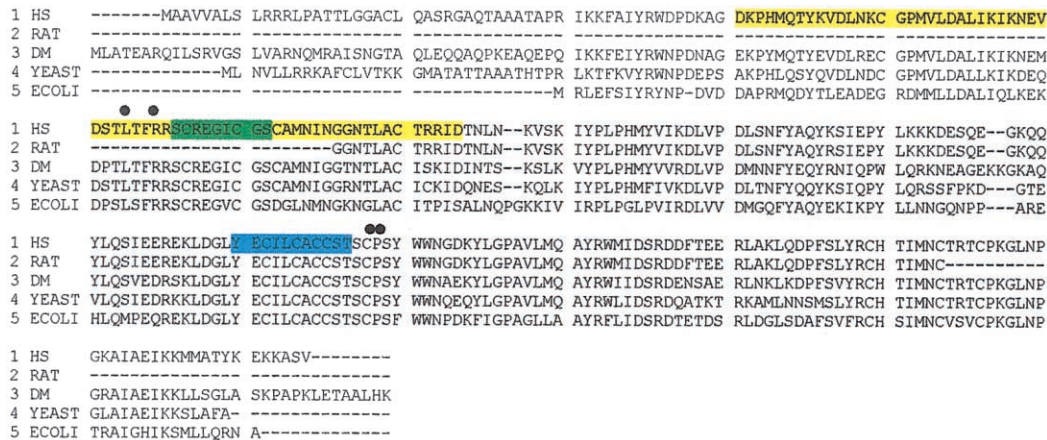 1 HS -------MAAVVALS LRRRLPATTLGGACL QASRGAQTAAATAPR IKKFAIYRWDPDKAG DKPHMQTYKVDLNKC GPMVLDALIKIKNEV
2 RAT --------------- --------------- --------------- --------------- --------------- ---------------
3 DM MLATEARQILSRVGS LVARNQMRAISNGTA QLEQQAQPKEAQEPQ IKKFEIYRWNPDNAG EKPYMQTYEVDLREC GPMVLDALIKIKNEM
4 YEAST -------------ML NVLLRRKAFCLVTKK GMATATTAAATHTPR LKTFKVYRWNPDEPS AKPHLQSYQVDLNDC GPMVLDALLKIKDEQ
5 ECOLI --------------- --------------- --------------M RLEFSIYRYNP-DVD DAPRMQDYTLEADEG RDMMLLDALIQLKEK
● ●
1 HS DSTLTFRRSCREGIC GSCAMNINGGNTLAC TRRIDTNLN--KVSK IYPLPHMYVIKDLVP DLSNFYAQYKSIEPY LKKKDESQE--GKQQ
2 RAT --------------- -------GGNTLAC TRRIDTNLN--KVSK IYPLPHMYVIKDLVP DLSNFYAQYKSIEPY LKKKDESQE--GKQQ
3 DM DPTLTFRRSCREGIC GSCAMNIGGTNTLAC ISKIDINTS--KSLK VYPLPHMYVVRDLVP DMNNFYEQYRNIQPW LQRKNEAGEKKGKAQ
4 YEAST DSTLTFRRSCREGIC GSCAMNIGGRNTLAC ICKIDQNES--KQLK IYPLPHMFIVKDLVP DLTNFYQQYKSIQPY LQRSSFPKD---GTE
5 ECOLI DPSLSFRRSCREGVC GSDGLNMNGKNGLAC ITPISALNQPGKKIV IRPLPGLPVIRDLVV DMGQFYAQYEKIKPY LLNNGQNPP---ARE
●●
1 HS YLQSIEEREKLDGLY ECILCACCSTSCPSY WWNGDKYLGPAVLMQ AYRWMIDSRDDFTEE RLAKLQDPFSLYRCH TIMNCTRTCPKGLNP
2 RAT YLQSIEEREKLDGLY ECILCACCSTSCPSY WWNGDKYLGPAVLMQ AYRWMIDSRDDFTEE RLAKLQDPFSLYRCH TIMNC----------
3 DM YLQSVEDRSKLDGLY ECILCACCSTSCPSY WWNAEKYLGPAVLMQ AYRWIIDSRDENSAE RLNKLKDPFSVYRCH TIMNCTRTCPKGLNP
4 YEAST VLQSIEDRKKLDGLY ECILCACCSTSCPSY WWNQEQYLGPAVLMQ AYRWLIDSRDQATKT RKAMLNNSMSLYRCH TIMNCTRTCPKGLNP
5 ECOLI HLQMPEQREKLDGLY ECILCACCSTSCPSF WWNPDKFIGPAGLLA AYRFLIDSRDTETDS RLDGLSDAFSVFRCH SIMNCVSVCPKGLNP
1 HS GKAIAEIKKMMATYK EKKASV--------
2 RAT --------------- ---------------
3 DM GRAIAEIKKLLSGLA SKPAPKLETAALHK
4 YEAST GLAIAEIKKSLAFA- ---------------
5 ECOLI TRAIGHIKSMLLQRN A--------------